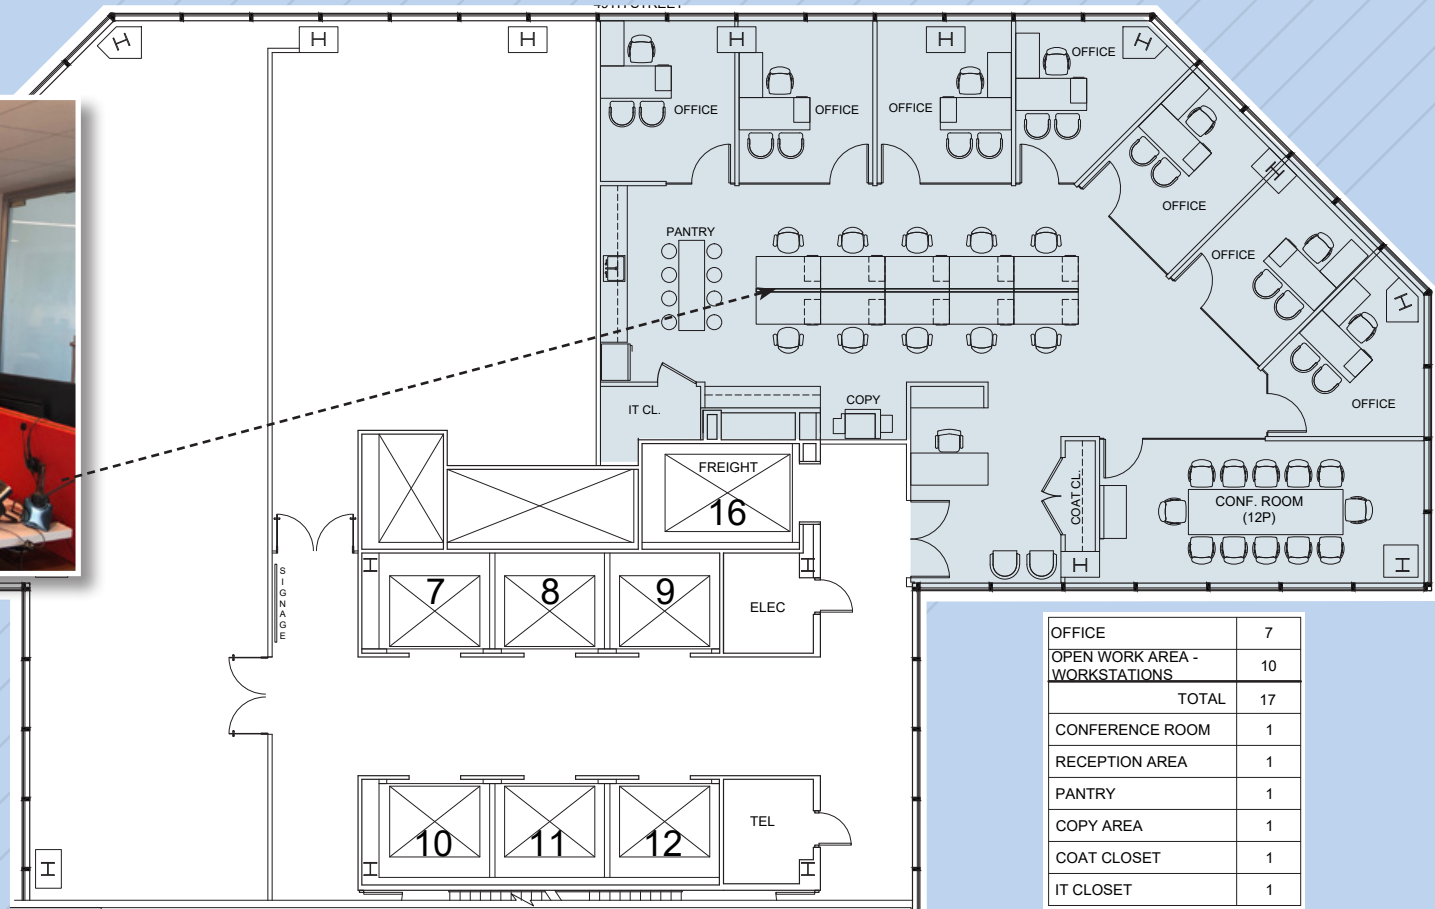 49TH STREET
H
H
H
H
H
H
OFFICE
OFFICE
OFFICE
OFFICE
H
OFFICE
OFFICE
H
OFFICE
PANTRY
IT CL.
COPY
FREIGHT
16
COAT CL.
CONF. ROOM
(12P)
H
H
SIGNAGE
H
H
7
8
9
ELEC
10
11
12
TEL
H
H
H
OFFICE 7
OPEN WORK AREA -
WORKSTATIONS 10
TOTAL 17
CONFERENCE ROOM 1
RECEPTION AREA 1
PANTRY 1
COPY AREA 1
COAT CLOSET 1
IT CLOSET 1